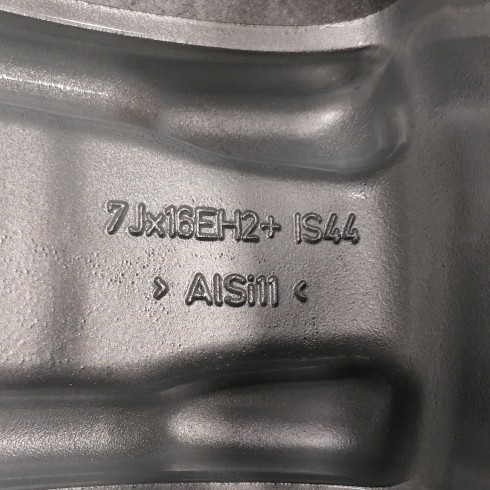 7Jx16EH2+ IS44
> AlSi11 <